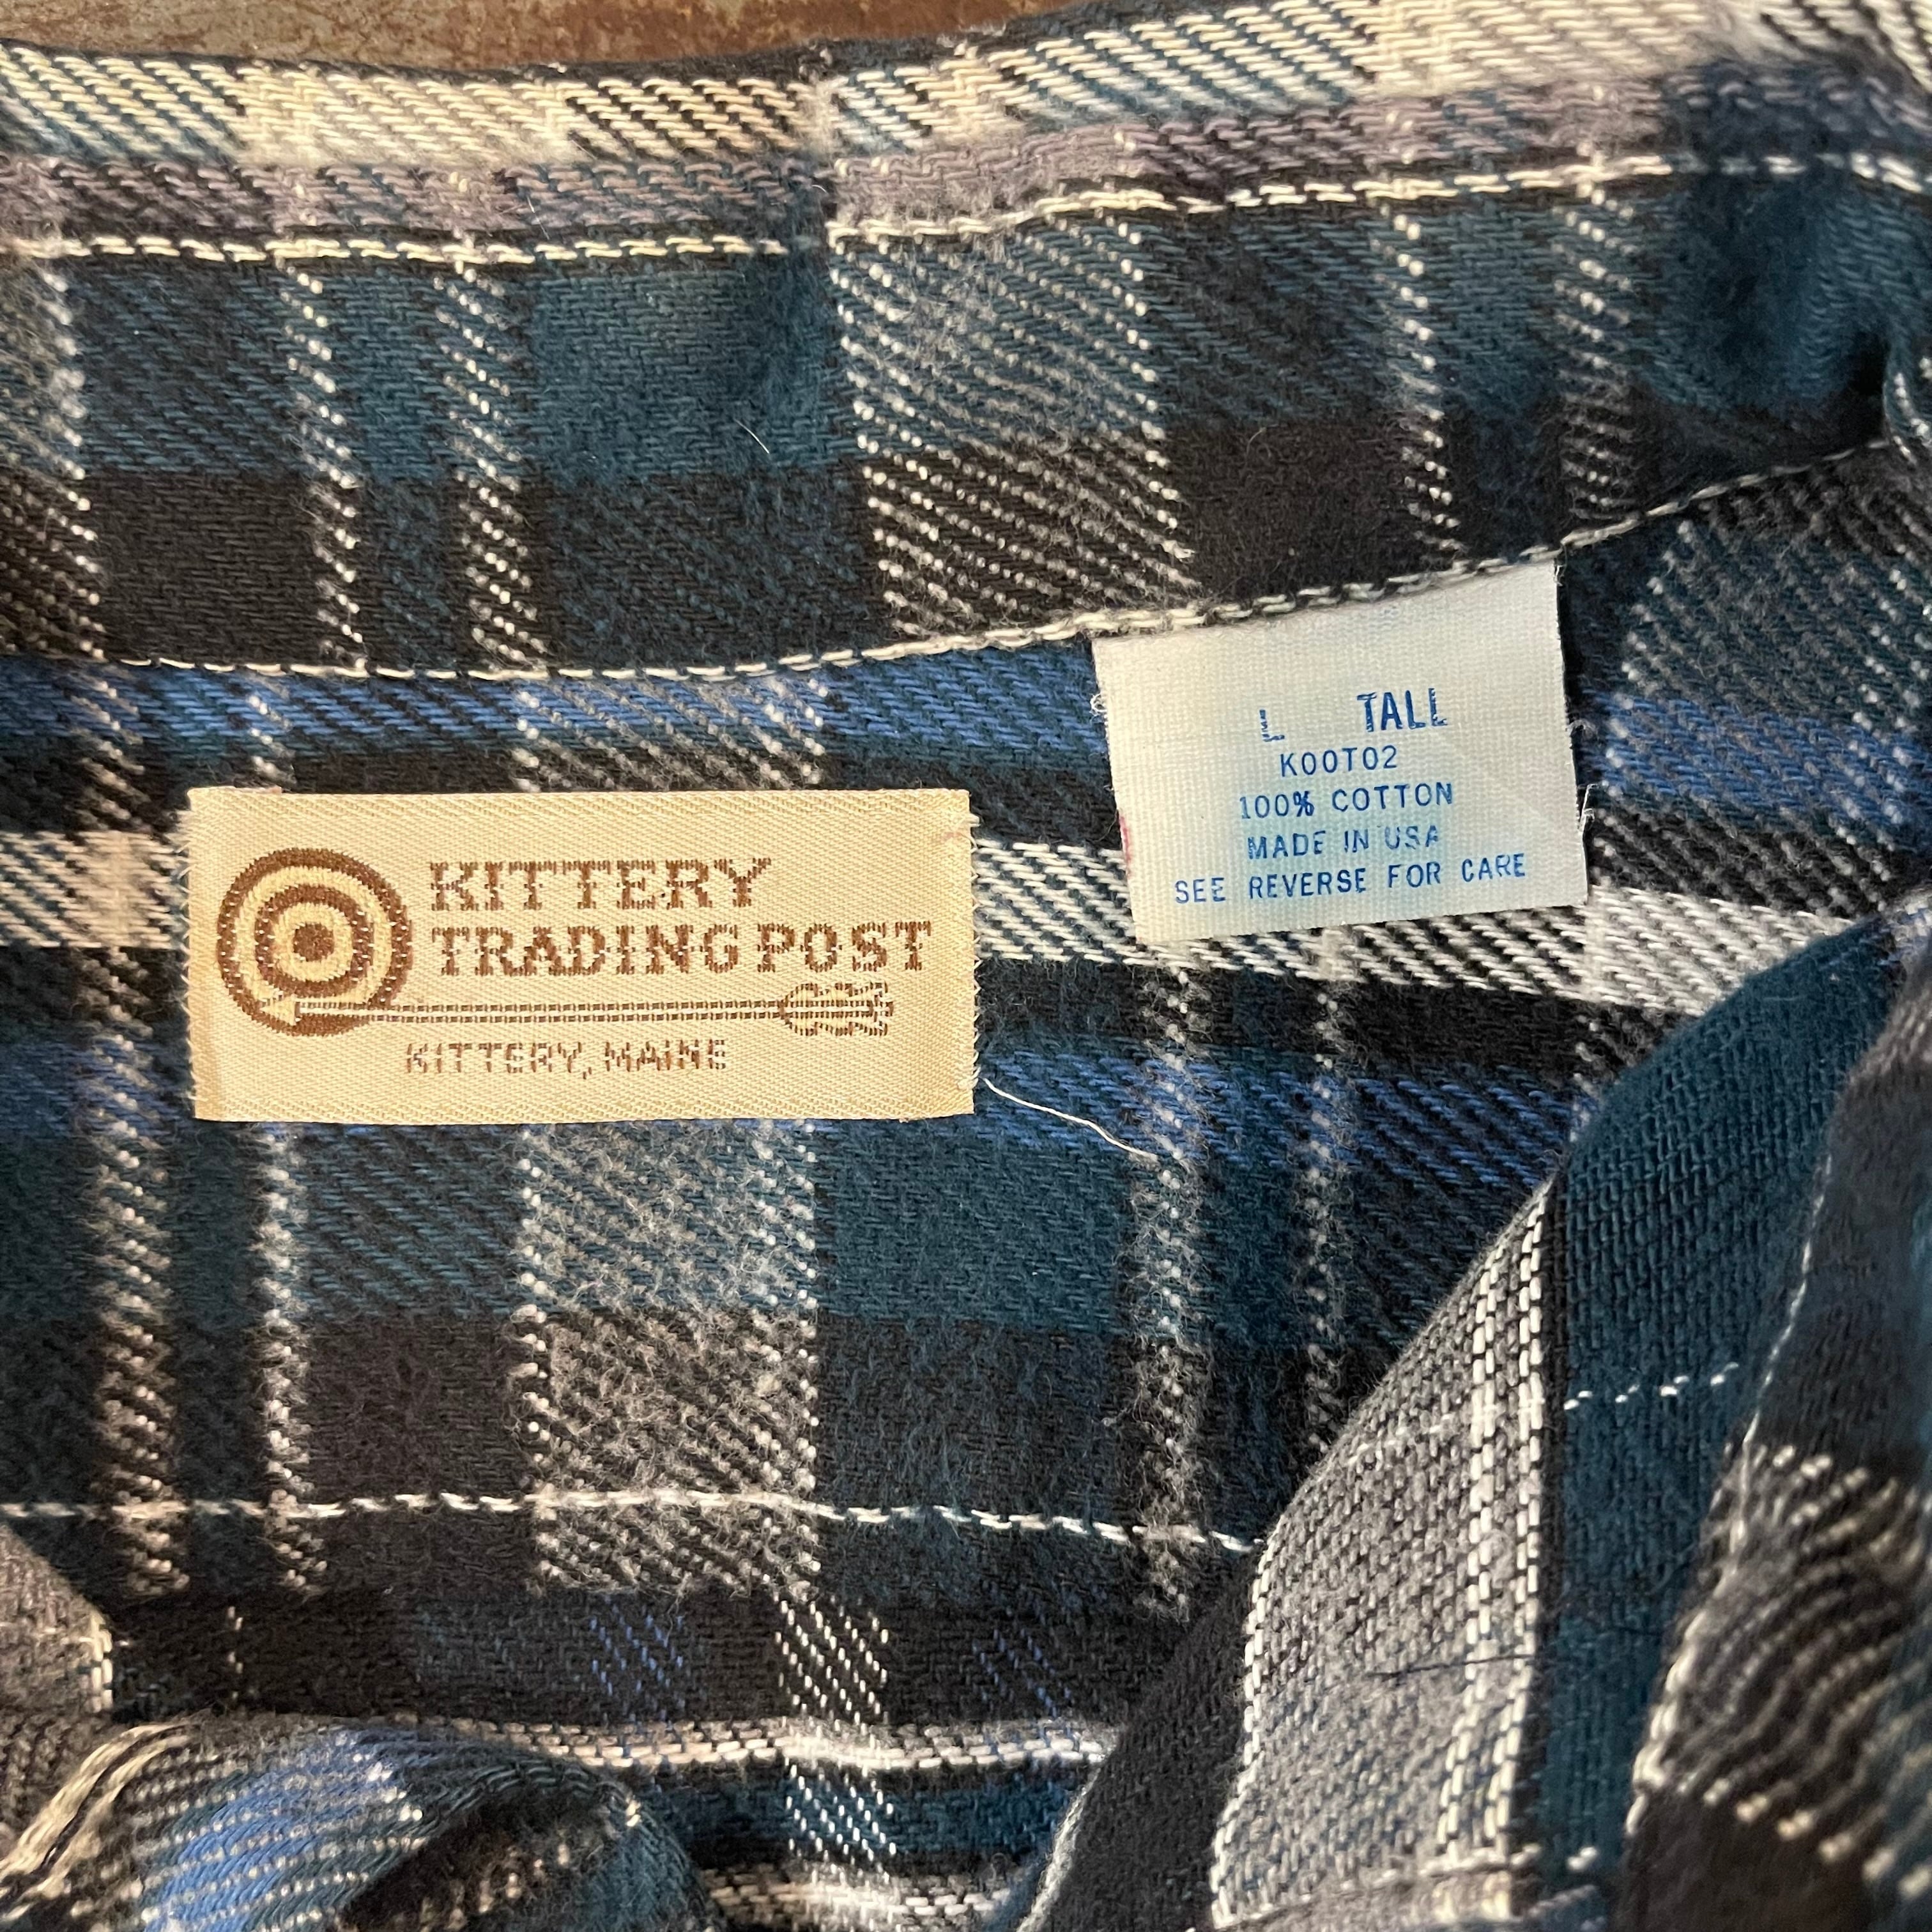 KITTERY
TRADING POST
KITTERY, MAINE
L TALL
K00T02
100% COTTON
MADE IN USA
SEE REVERSE FOR CARE